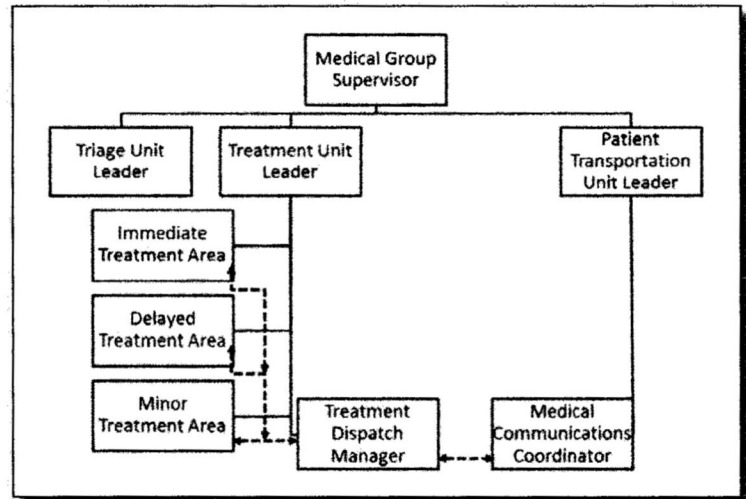 Medical Group
Supervisor
Triage Unit
Leader
Treatment Unit
Leader
Patient
Transportation
Unit Leader
Immediate
Treatment Area
Delayed
Treatment Area
Minor
Treatment Area
Treatment
Dispatch
Manager
Medical
Communications
Coordinator